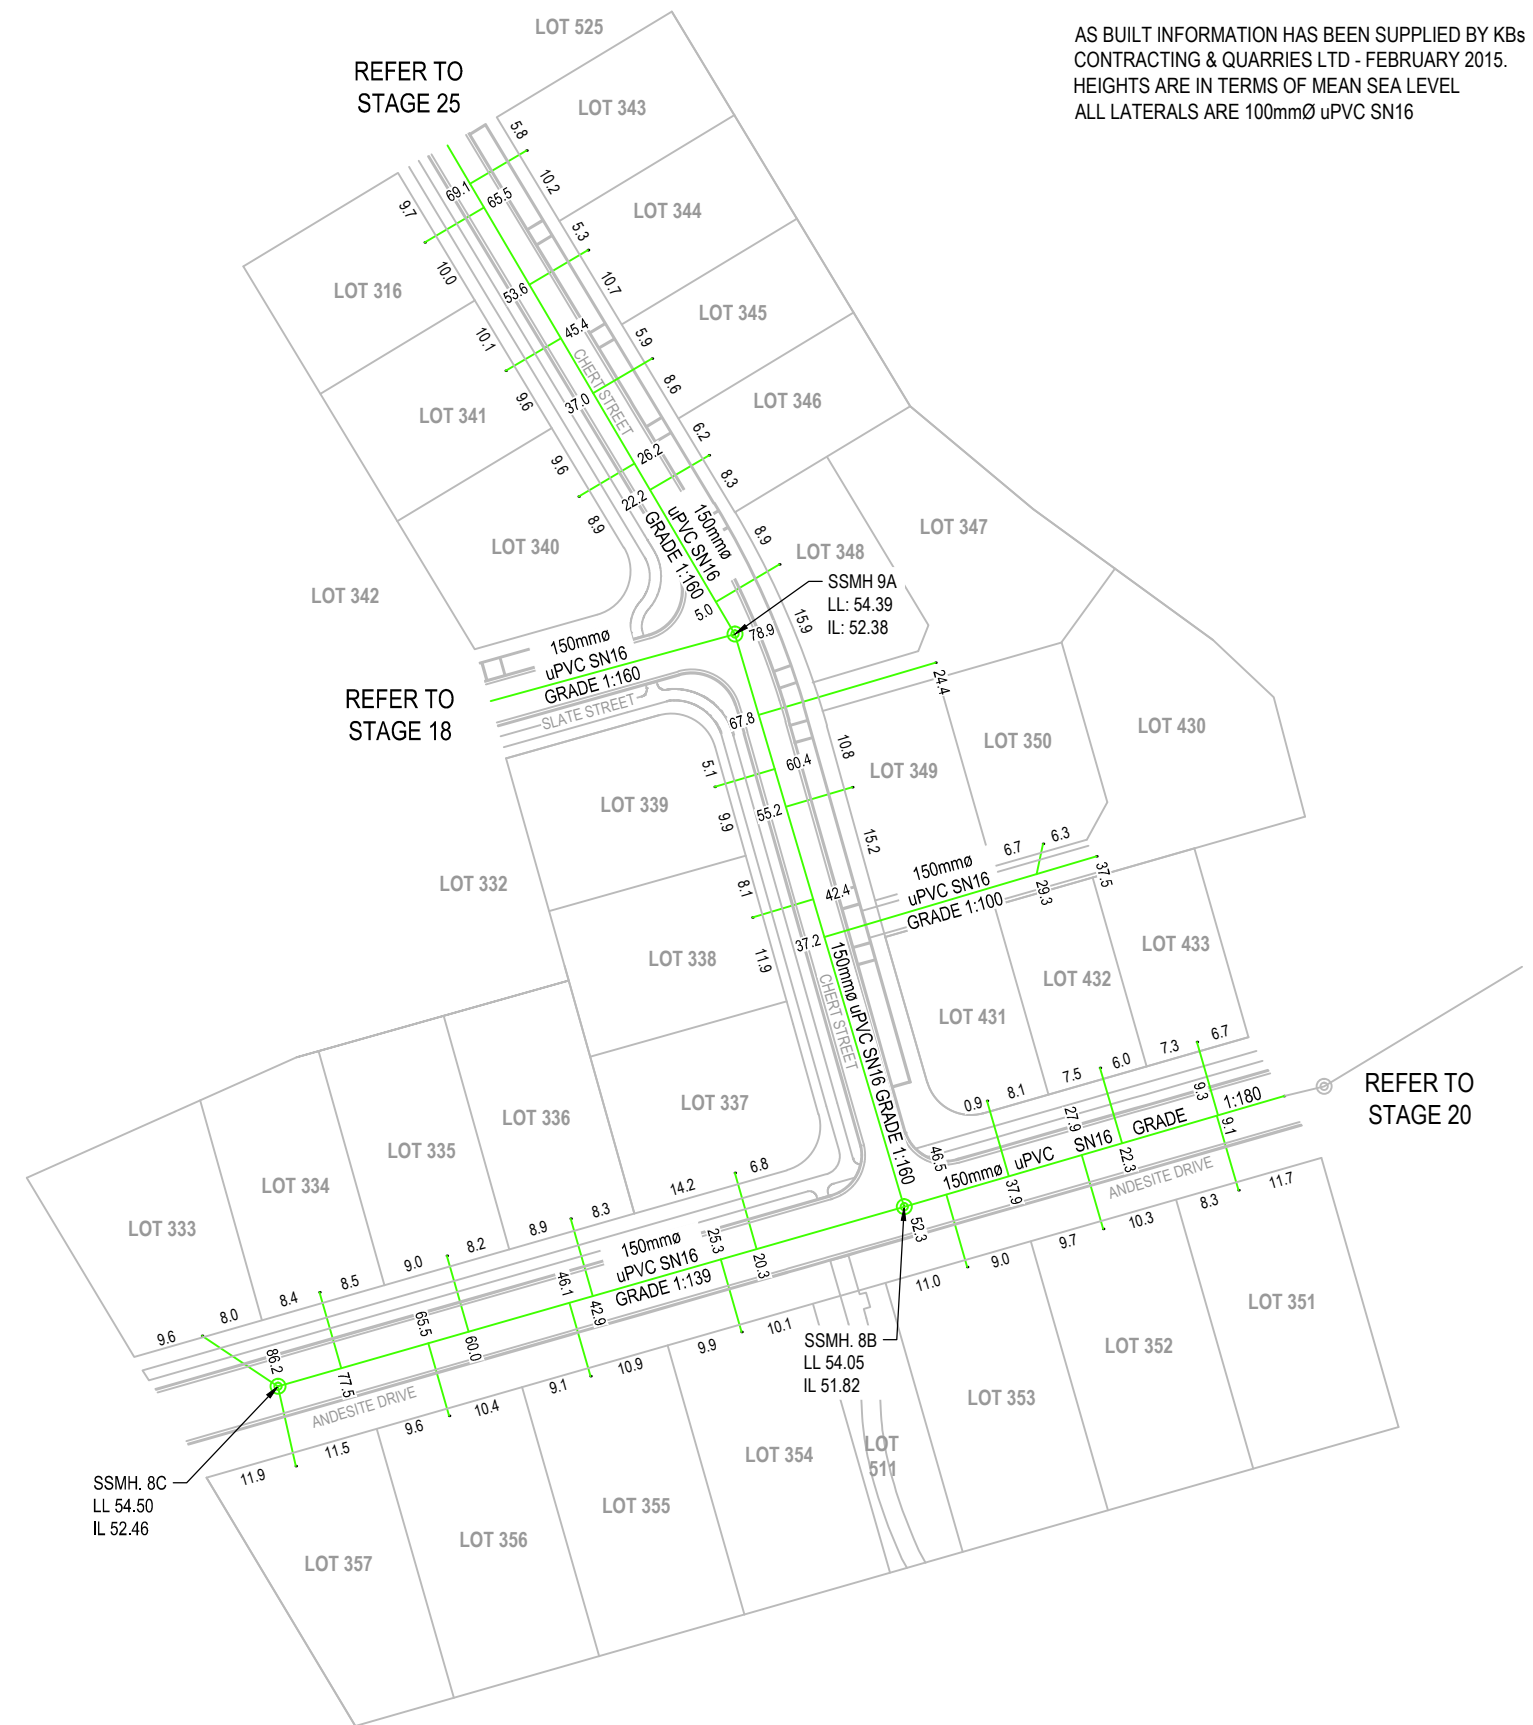 LOT 525
AS BUILT INFORMATION HAS BEEN SUPPLIED BY KBs
CONTRACTING & QUARRIES LTD - FEBRUARY 2015.
HEIGHTS ARE IN TERMS OF MEAN SEA LEVEL
ALL LATERALS ARE 100mmØ uPVC SN16
REFER TO
STAGE 25
LOT 343
5.8
10.2
69.1
65.5
9.7
10.0
LOT 344
5.3
10.7
LOT 316
53.6
45.4
LOT 345
5.9
8.6
10.1
9.6
CHERT STREET
37.0
LOT 341
LOT 346
6.2
8.3
26.2
22.2
9.6
8.9
150mmø
uPVC SN16
GRADE 1:160
LOT 340
LOT 347
8.9
LOT 348
LOT 342
5.0
SSMH 9A
LL: 54.39
IL: 52.38
15.9
78.9
150mmø
uPVC SN16
GRADE 1:160
SLATE STREET
REFER TO
STAGE 18
24.4
67.8
10.8
60.4
55.2
LOT 430
LOT 350
LOT 349
5.1
9.9
LOT 339
15.2
6.7
6.3
150mmø
uPVC SN16
GRADE 1:100
29.3
37.5
LOT 332
8.1
42.4
37.2
11.9
LOT 338
150mmø uPVC SN16 GRADE 1:160
CHERT STREET
LOT 433
LOT 432
LOT 431
0.9
8.1
7.5
6.0
7.3
6.7
REFER TO
STAGE 20
LOT 337
LOT 336
LOT 335
LOT 334
LOT 333
46.5
27.9
9.3
150mmø uPVC SN16 GRADE 1:180
37.9
22.3
9.1
ANDESITE DRIVE
52.3
6.8
14.2
8.3
8.9
8.2
9.0
8.5
8.4
8.0
9.6
150mmø
uPVC SN16
GRADE 1:139
25.3
20.3
46.1
42.9
65.5
60.0
86.2
77.5
ANDESITE DRIVE
11.7
8.3
10.3
9.7
9.0
11.0
10.1
9.9
10.9
9.1
10.4
9.6
11.5
11.9
SSMH. 8B
LL 54.05
IL 51.82
LOT 351
LOT 352
LOT 353
LOT
511
LOT 354
LOT 355
LOT 356
LOT 357
SSMH. 8C
LL 54.50
IL 52.46